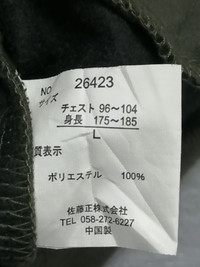 NO 26423
サイズ
チェスト 96〜104
身長 175〜185
L
質表示
ポリエステル 100%
佐藤正株式会社
TEL 058-272-6227
中国製